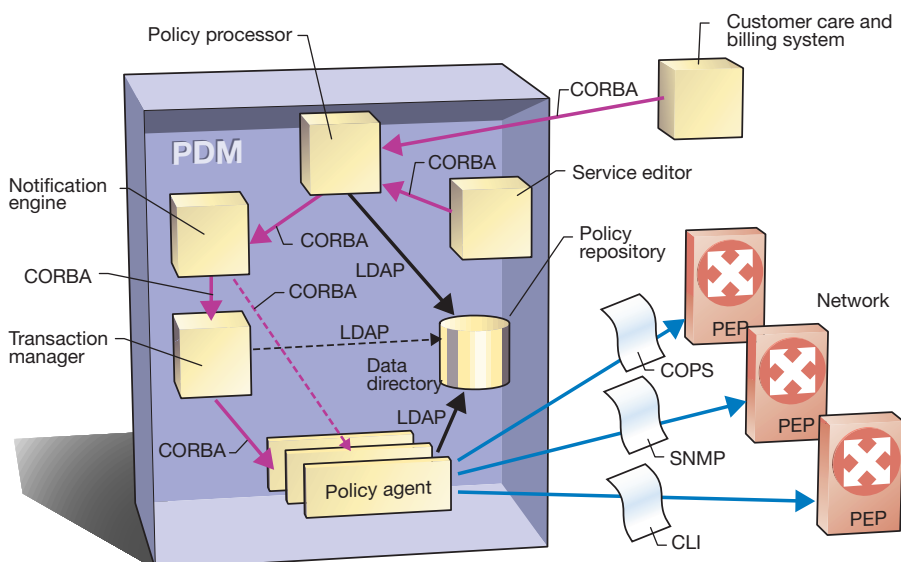 Policy processor
Customer care and
billing system
CORBA
PDM
CORBA
Service editor
Notification
engine
CORBA
Policy
repository
CORBA
LDAP
CORBA
Network
PEP
Transaction
manager
LDAP
Data
directory
COPS
PEP
LDAP
CORBA
SNMP
Policy agent
PEP
CLI